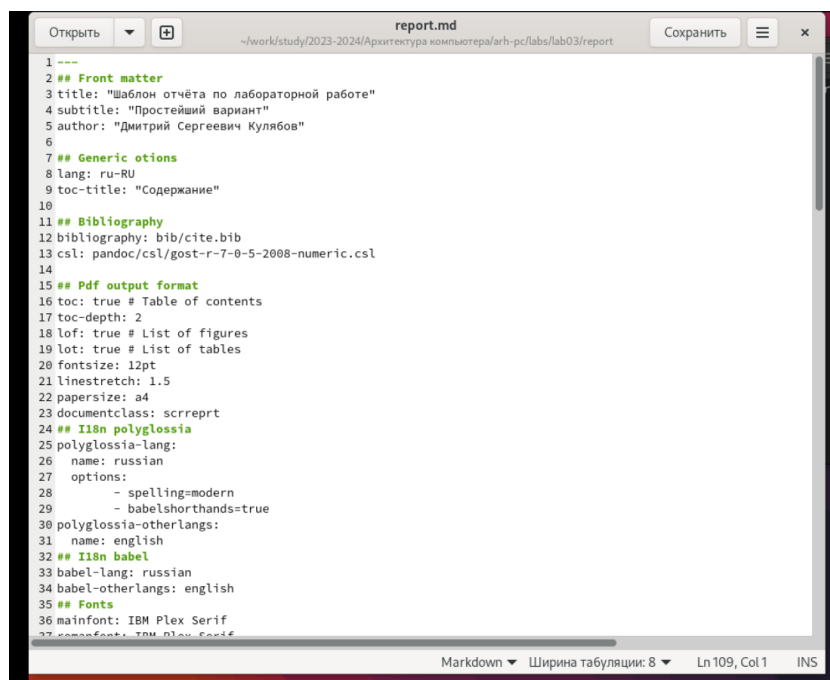 Открыть
report.md
~/work/study/2023-2024/Архитектура компьютера/arh-pc/labs/lab03/report
Сохранить
1 ---
2 ## Front matter
3 title: "Шаблон отчёта по лабораторной работе"
4 subtitle: "Простейший вариант"
5 author: "Дмитрий Сергеевич Кулябов"
6
7 ## Generic otions
8 lang: ru-RU
9 toc-title: "Содержание"
10
11 ## Bibliography
12 bibliography: bib/cite.bib
13 csl: pandoc/csl/gost-r-7-0-5-2008-numeric.csl
14
15 ## Pdf output format
16 toc: true # Table of contents
17 toc-depth: 2
18 lof: true # List of figures
19 lot: true # List of tables
20 fontsize: 12pt
21 linestretch: 1.5
22 papersize: a4
23 documentclass: scrreprt
24 ## I18n polyglossia
25 polyglossia-lang:
26   name: russian
27   options:
28         - spelling=modern
29         - babelshorthands=true
30 polyglossia-otherlangs:
31   name: english
32 ## I18n babel
33 babel-lang: russian
34 babel-otherlangs: english
35 ## Fonts
36 mainfont: IBM Plex Serif
37 romanfont: IBM Plex Serif
Markdown Ширина табуляции: 8 Ln 109, Col 1 INS